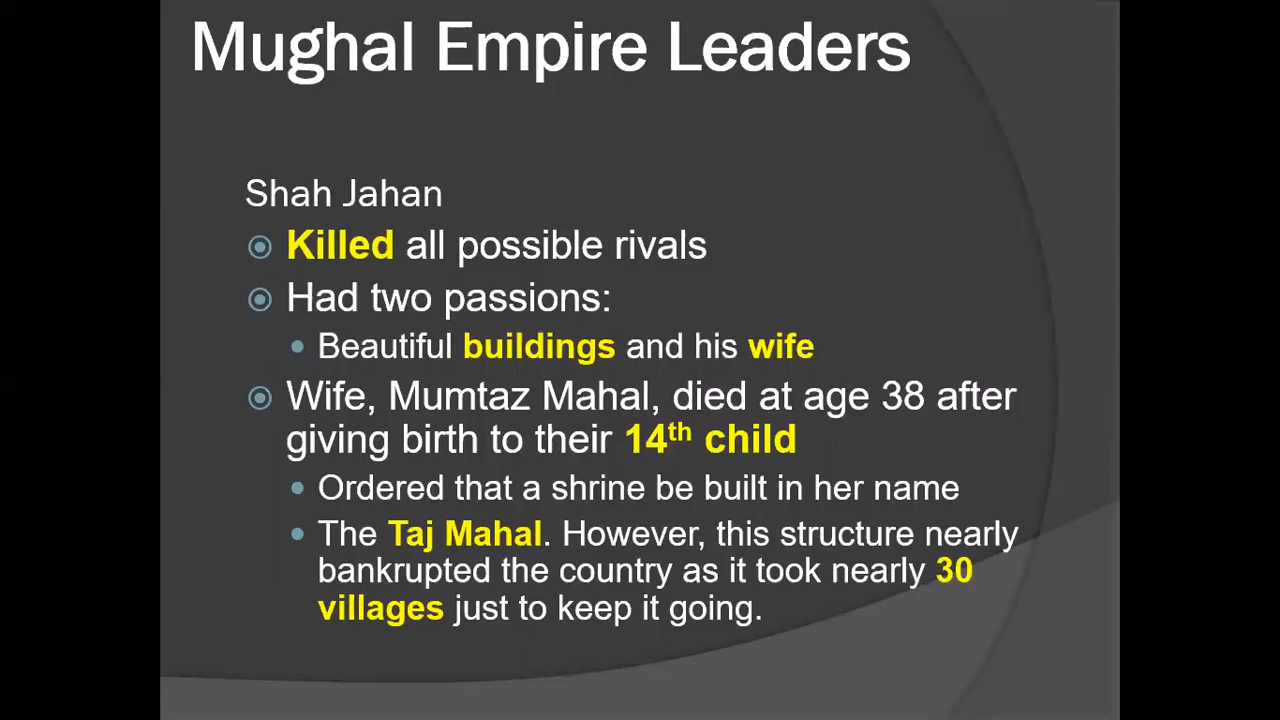 Mughal Empire Leaders
Shah Jahan
Killed all possible rivals
Had two passions:
Beautiful buildings and his wife
Wife, Mumtaz Mahal, died at age 38 after
giving birth to their 14th child
Ordered that a shrine be built in her name
The Taj Mahal. However, this structure nearly
bankrupted the country as it took nearly 30
villages just to keep it going.